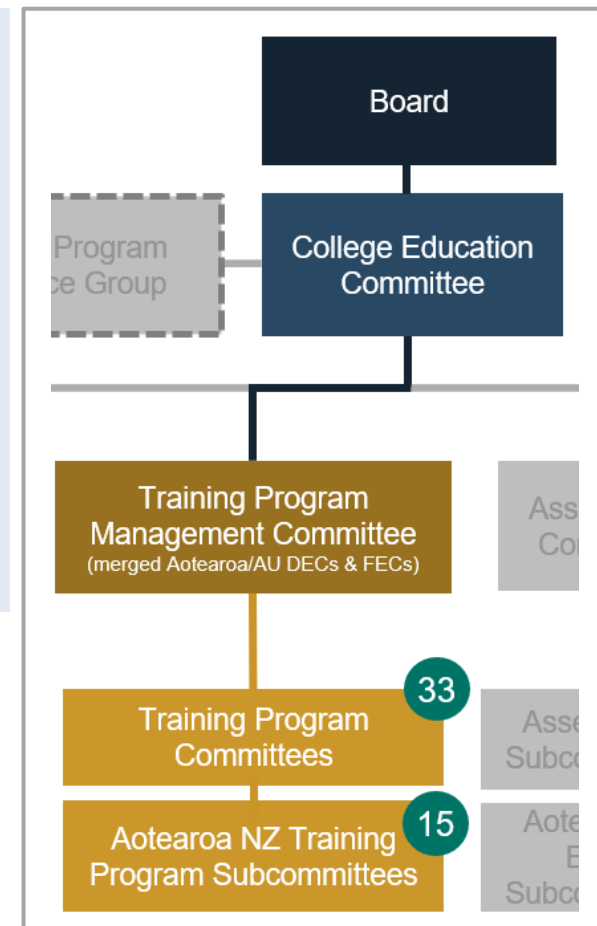 Board
Program
College Education
Committee
Group
Training Program
Management Committee
(merged Aotearoa/AU DECs & FECs)
33
Training Program
Committees
15
Aotearoa NZ Training
Program Subcommittees